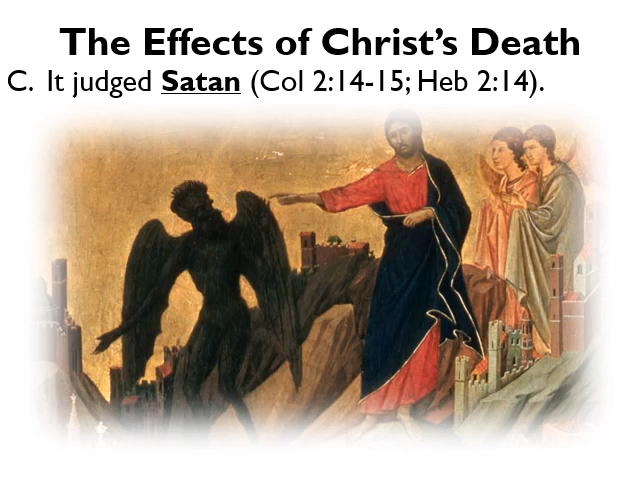 The Effects of Christ’s Death
C. It judged Satan (Col 2:14-15; Heb 2:14).